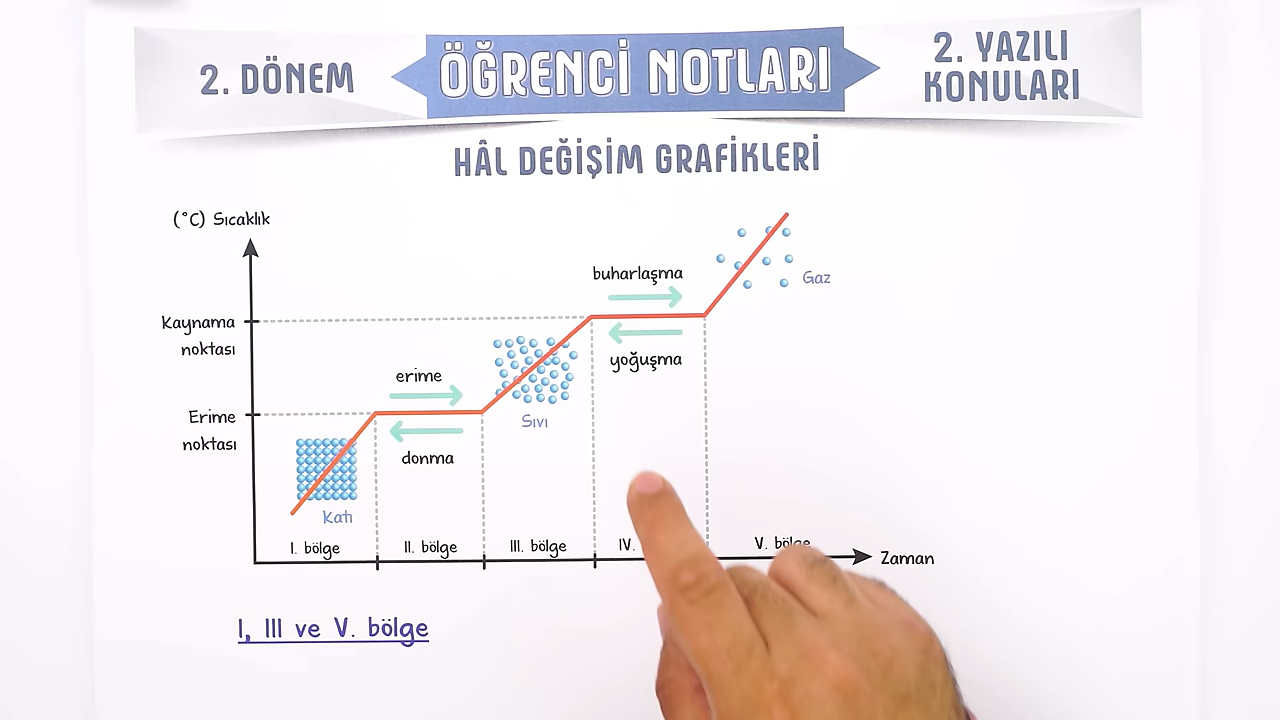 2. DÖNEM
ÖĞRENCİ NOTLARI
2. YAZILI
KONULARI
HÂL DEĞİŞİM GRAFİKLERİ
(°C) Sıcaklık
Kaynama
noktası
Erime
noktası
buharlaşma
yoğuşma
Gaz
erime
donma
Sıvı
Katı
I. bölge
II. bölge
III. bölge
IV.
V. bölge
Zaman
I, III ve V. bölge